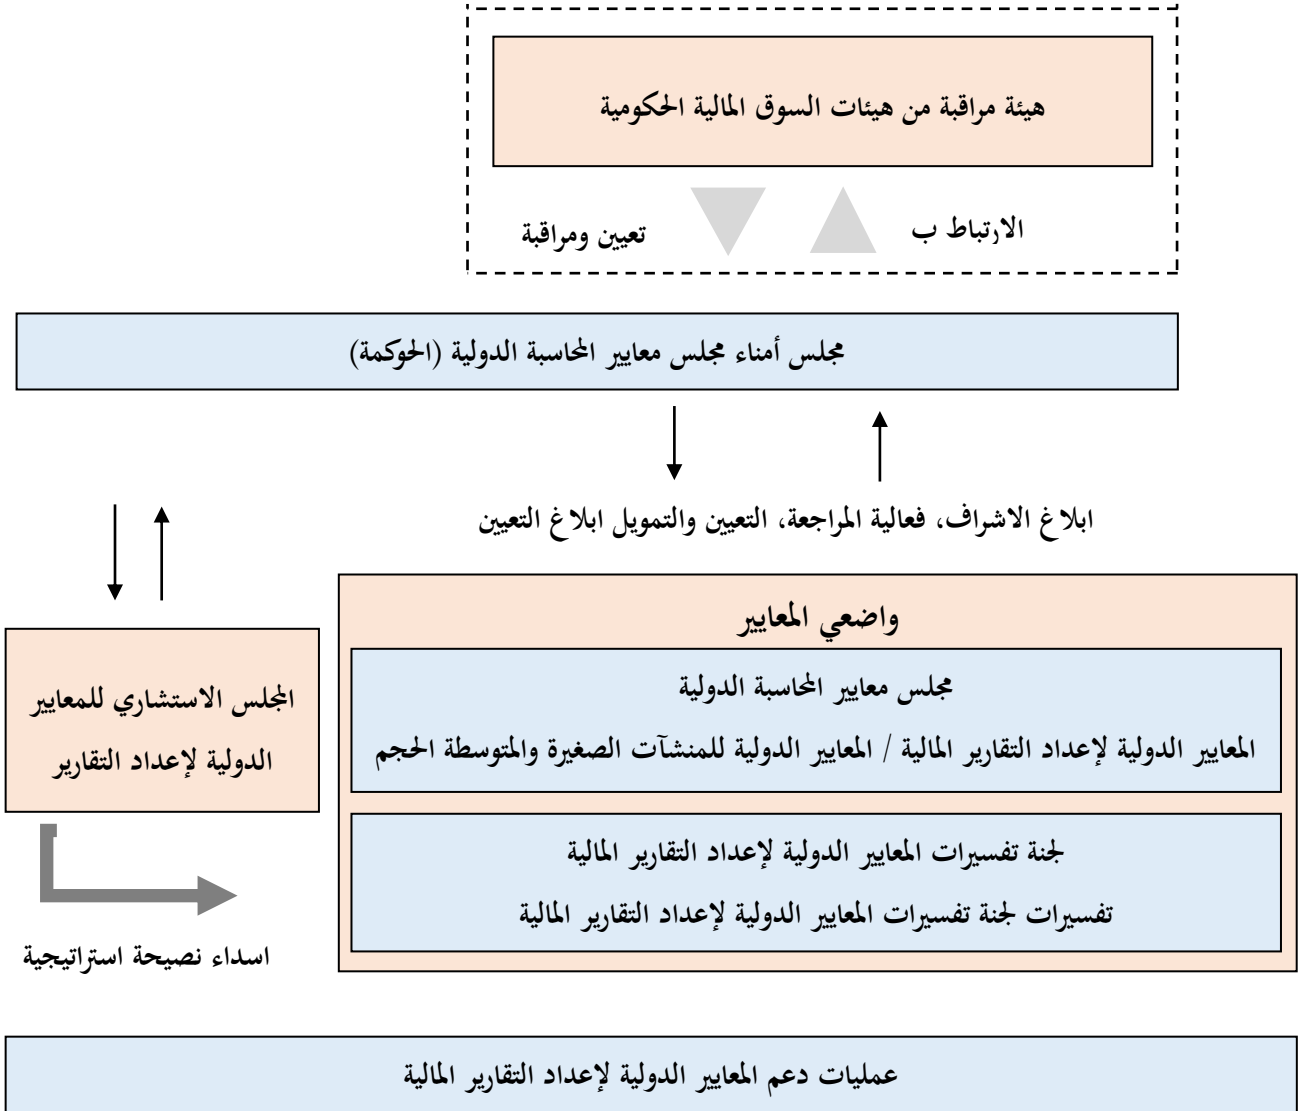 هيئة مراقبة من هيئات السوق المالية الحكومية
الارتباط ب
تعيين ومراقبة
مجلس أمناء مجلس معايير المحاسبة الدولية (الحوكمة)
ابلاغ الاشراف، فعالية المراجعة، التعيين والتمويل ابلاغ التعيين
واضعي المعايير
مجلس معايير المحاسبة الدولية
المعايير الدولية لإعداد التقارير المالية / المعايير الدولية للمنشآت الصغيرة والمتوسطة الحجم
لجنة تفسيرات المعايير الدولية لإعداد التقارير المالية
تفسيرات لجنة تفسيرات المعايير الدولية لإعداد التقارير المالية
المجلس الاستشاري للمعايير
الدولية لإعداد التقارير
اسداء نصيحة استراتيجية
عمليات دعم المعايير الدولية لإعداد التقارير المالية